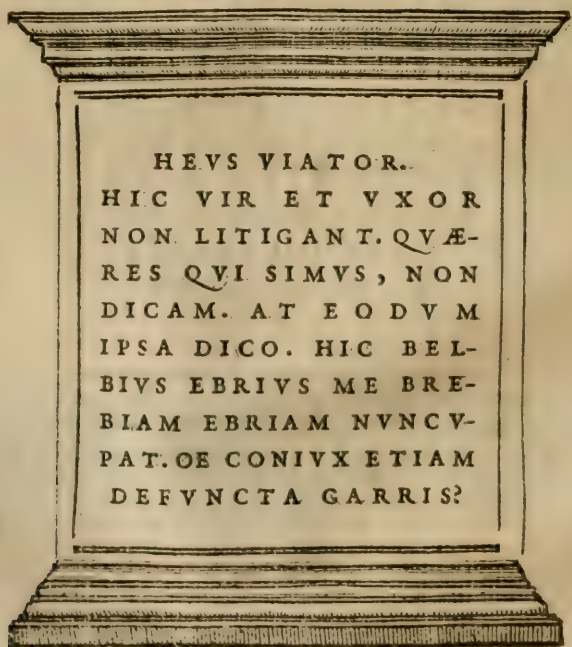 HEVS VIATOR.
HIC VIR ET VXOR
NON LITIGANT. QVÆ-
RES QVI SIMVS, NON
DICAM. AT EODVM
IPSA DICO. HIC BEL-
BIVS EBRIVS ME BRE-
BIAM EBRIAM NVNCV-
PAT. OE CONIVX ETIAM
DEFVNCTA GARRIS?